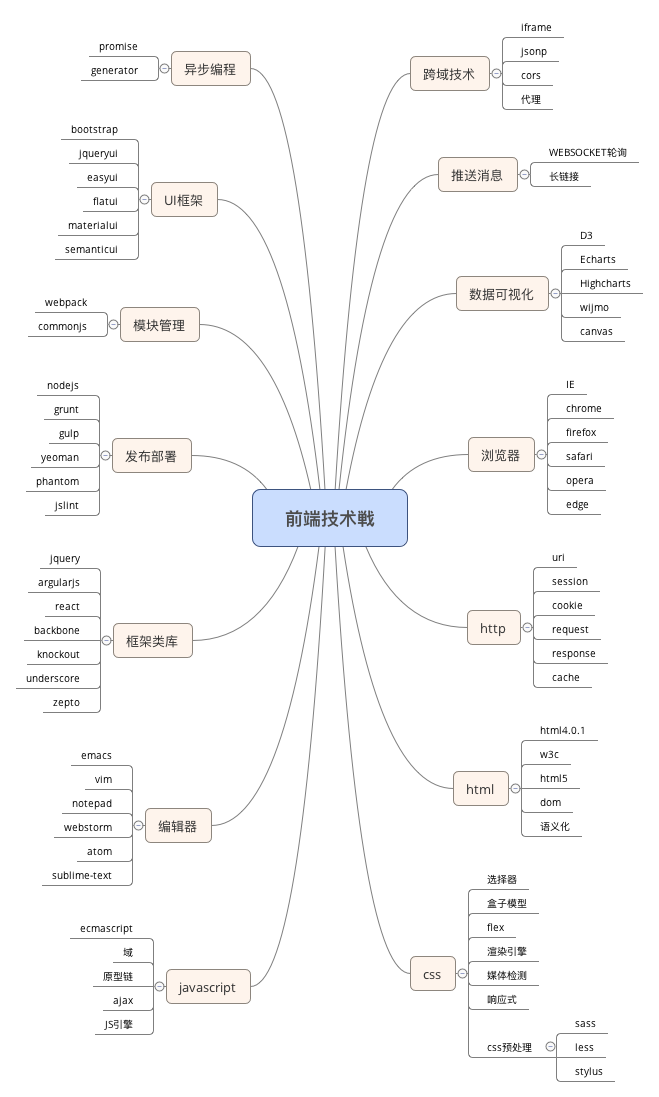 前端技术戦
异步编程
promise
generator
UI框架
bootstrap
jqueryui
easyui
flatui
materialui
semanticui
模块管理
webpack
commonjs
发布部署
nodejs
grunt
gulp
yeoman
phantom
jslint
框架类库
jquery
argularjs
react
backbone
knockout
underscore
zepto
编辑器
emacs
vim
notepad
webstorm
atom
sublime-text
javascript
ecmascript
域
原型链
ajax
JS引擎
跨域技术
iframe
jsonp
cors
代理
推送消息
WEBSOCKET轮询
长链接
数据可视化
D3
Echarts
Highcharts
wijmo
canvas
浏览器
IE
chrome
firefox
safari
opera
edge
http
uri
session
cookie
request
response
cache
html
html4.0.1
w3c
html5
dom
语义化
css
选择器
盒子模型
flex
渲染引擎
媒体检测
响应式
css预处理
sass
less
stylus